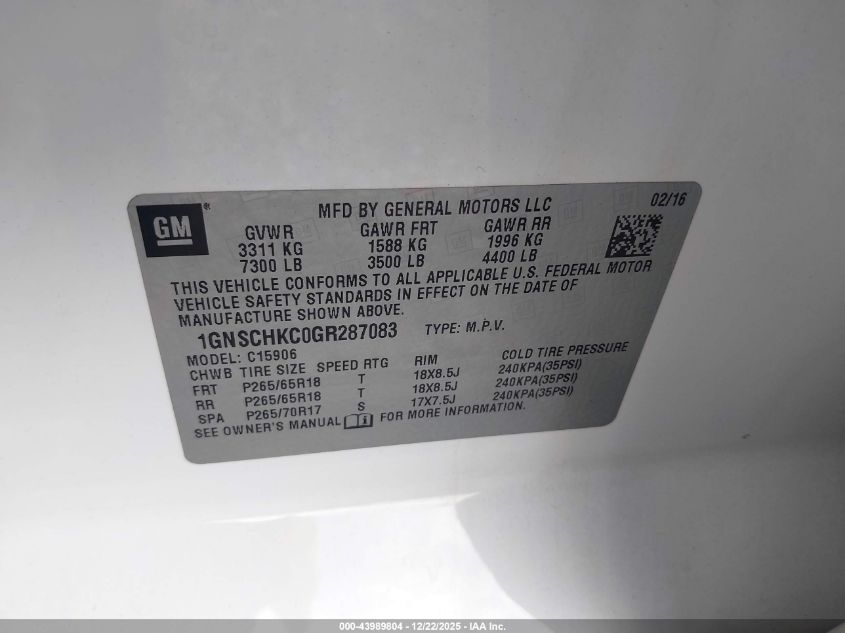 GM®
MFD BY GENERAL MOTORS LLC
02/16
GVWR GAWR FRT GAWR RR
3311 KG 1588 KG 1996 KG
7300 LB 3500 LB 4400 LB
THIS VEHICLE CONFORMS TO ALL APPLICABLE U.S. FEDERAL MOTOR
VEHICLE SAFETY STANDARDS IN EFFECT ON THE DATE OF
MANUFACTURE SHOWN ABOVE.
1GNSCHKC0GR287083 TYPE: M.P.V.
MODEL: C15906
CHWB TIRE SIZE SPEED RTG RIM COLD TIRE PRESSURE
FRT P265/65R18 T 18X8.5J 240KPA(35PSI)
RR P265/65R18 T 18X8.5J 240KPA(35PSI)
SPA P265/70R17 S 17X7.5J 240KPA(35PSI)
SEE OWNER'S MANUAL FOR MORE INFORMATION.
000-43989804 - 12/22/2025 - IAA Inc.